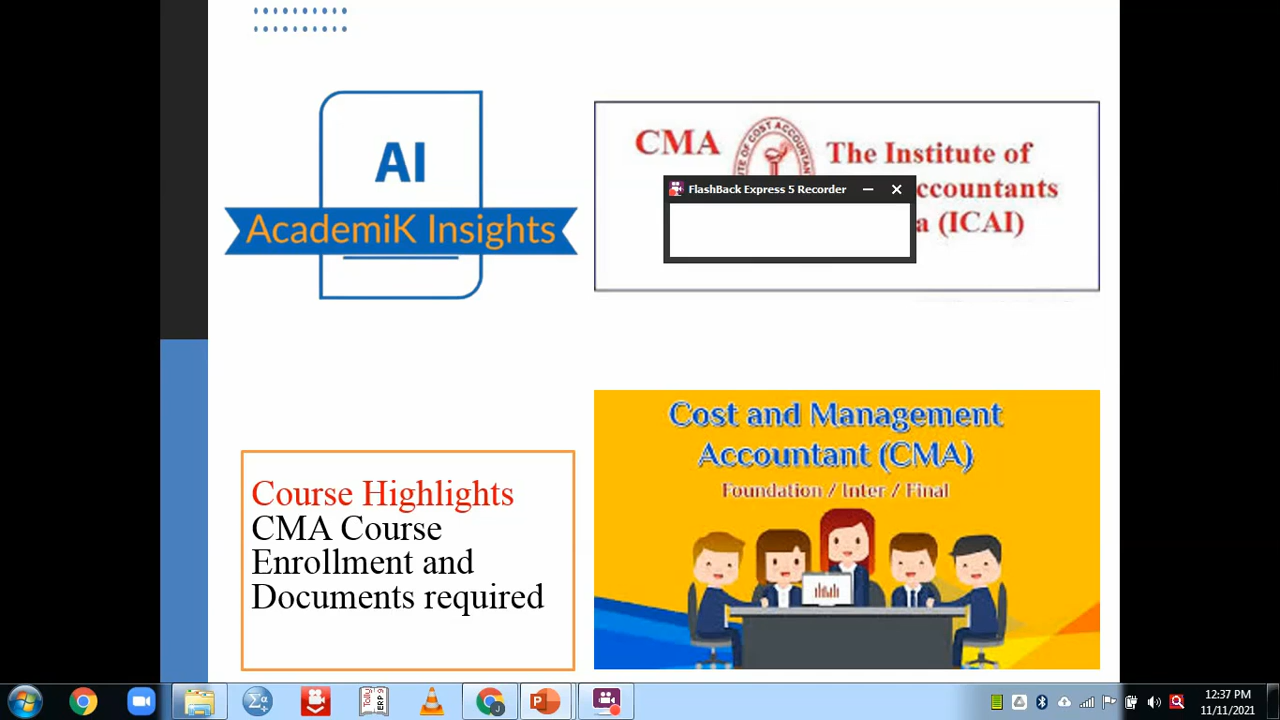 AI
AcademiK Insights
CMA
The Institute of
ccountants
a (ICAI)
FlashBack Express 5 Recorder
Cost and Management
Accountant (CMA)
Foundation / Inter / Final
Course Highlights
CMA Course
Enrollment and
Documents required
12:37 PM
11/11/2021